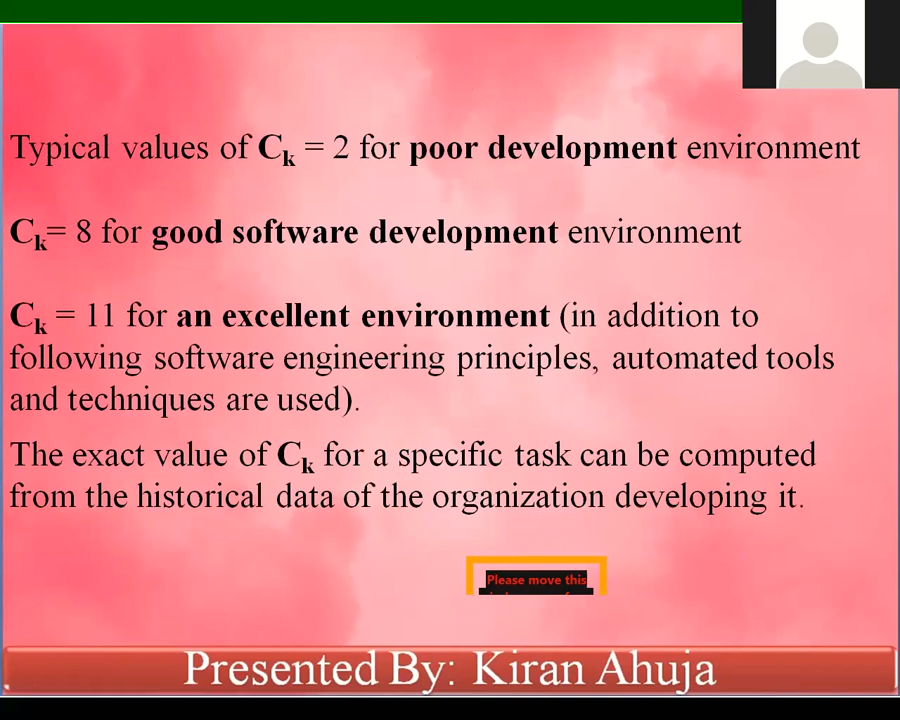 Typical values of Ck = 2 for poor development environment
Ck= 8 for good software development environment
Ck = 11 for an excellent environment (in addition to
following software engineering principles, automated tools
and techniques are used).
The exact value of Ck for a specific task can be computed
from the historical data of the organization developing it.
Please move this
Presented By: Kiran Ahuja